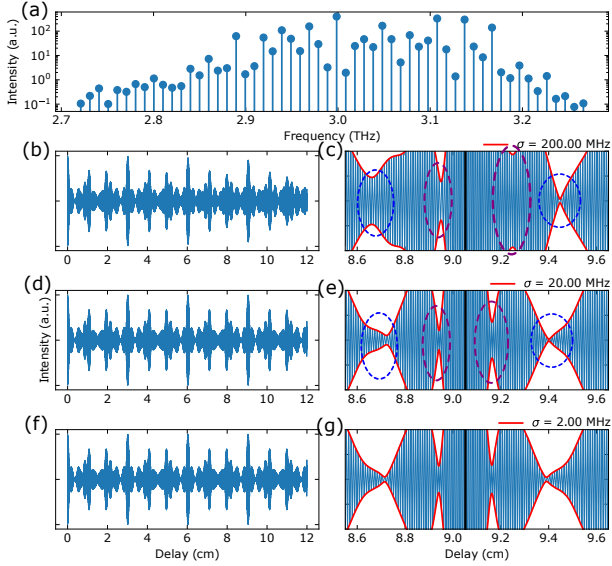 (a)
Intensity (a.u.)
10² 10¹ 10⁰ 10⁻¹
2.7 2.8 2.9 3.0 3.1 3.2
Frequency (THz)
(b)
0 2 4 6 8 10 12
(c)
σ = 200.00 MHz
8.6 8.8 9.0 9.2 9.4 9.6
(d)
Intensity (a.u.)
0 2 4 6 8 10 12
(e)
σ = 20.00 MHz
8.6 8.8 9.0 9.2 9.4 9.6
(f)
0 2 4 6 8 10 12
Delay (cm)
(g)
σ = 2.00 MHz
8.6 8.8 9.0 9.2 9.4 9.6
Delay (cm)